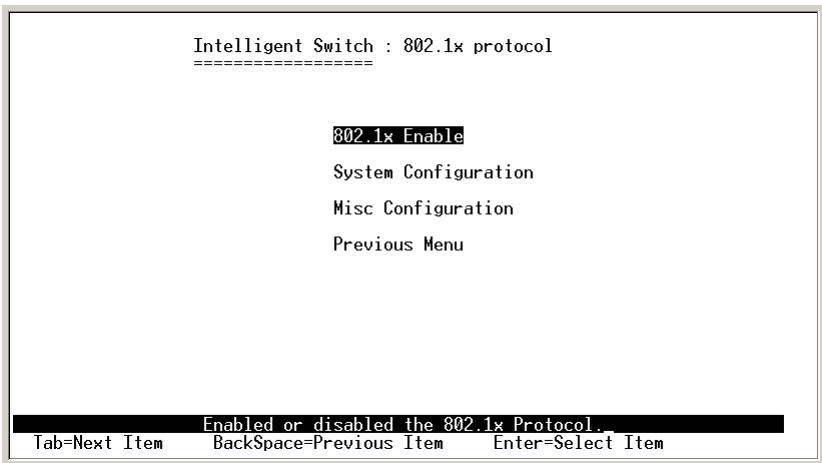 Intelligent Switch : 802.1x protocol
==================
802.1x Enable
System Configuration
Misc Configuration
Previous Menu
Enabled or disabled the 802.1x Protocol._
Tab=Next Item BackSpace=Previous Item Enter=Select Item